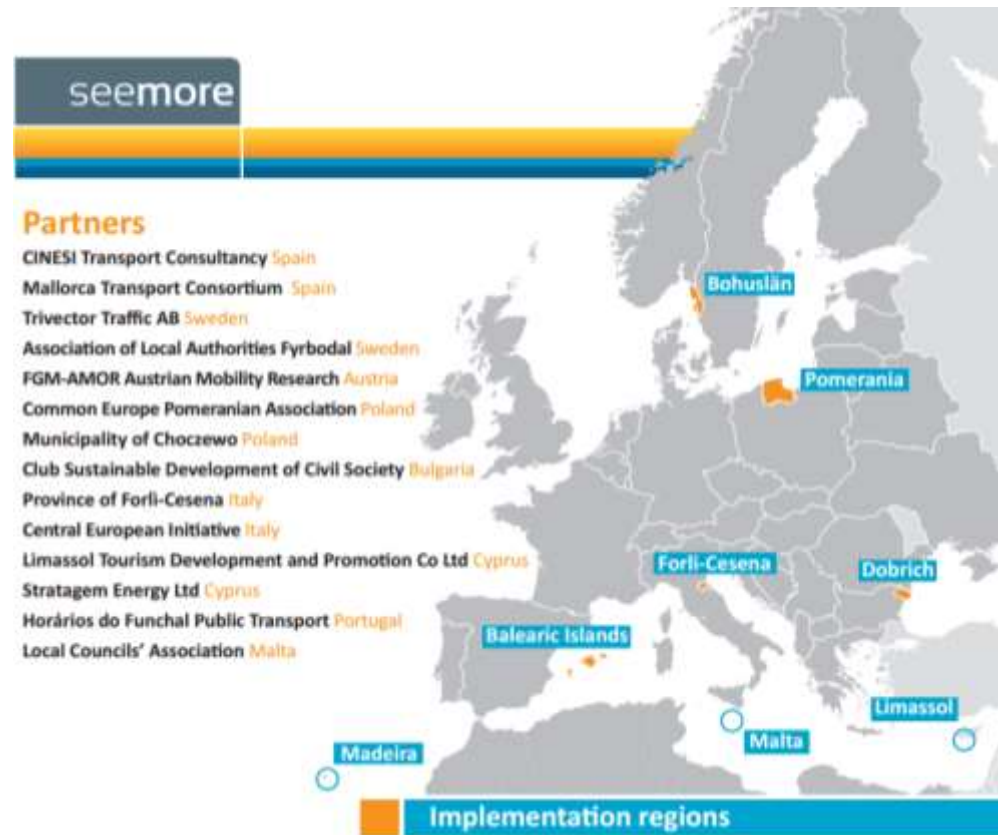 seemore
Partners
CINESI Transport Consultancy Spain
Mallorca Transport Consortium Spain
Trivector Traffic AB Sweden
Association of Local Authorities Fyrbodal Sweden
FGM-AMOR Austrian Mobility Research Austria
Common Europe Pomeranian Association Poland
Municipality of Choczewo Poland
Club Sustainable Development of Civil Society Bulgaria
Province of Forlì-Cesena Italy
Central European Initiative Italy
Limassol Tourism Development and Promotion Co Ltd Cyprus
Stratagem Energy Ltd Cyprus
Horários do Funchal Public Transport Portugal
Local Councils' Association Malta
Bohuslän
Pomerania
Forlì-Cesena
Dobrich
Balearic Islands
Limassol
Malta
Madeira
Implementation regions